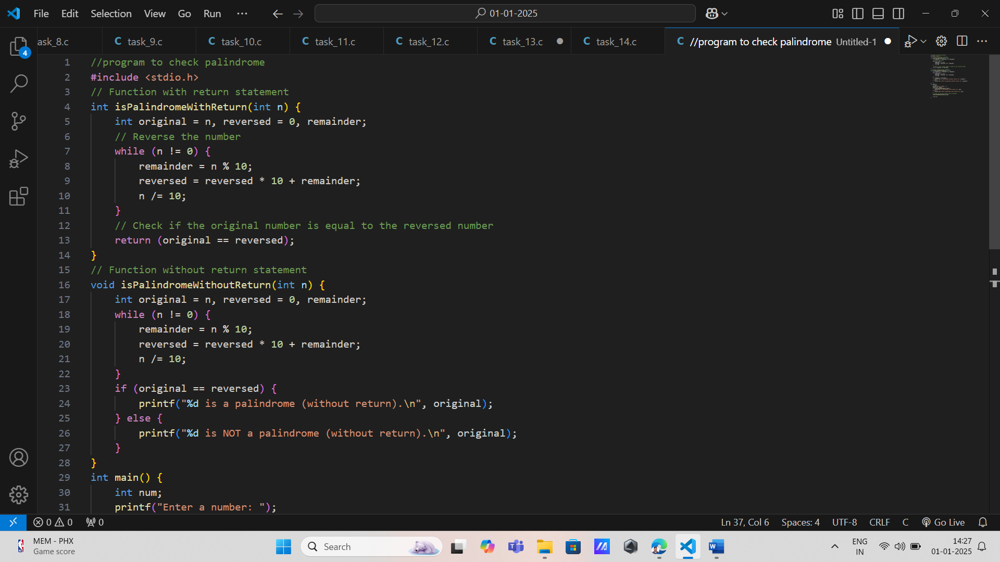 File Edit Selection View Go Run ··· 01-01-2025
ask_8.c task_9.c task_10.c task_11.c task_12.c task_13.c task_14.c //program to check palindrome Untitled-1
4
1 //program to check palindrome
2 #include <stdio.h>
3 // Function with return statement
4 int isPalindromeWithReturn(int n) {
5     int original = n, reversed = 0, remainder;
6     // Reverse the number
7     while (n != 0) {
8         remainder = n % 10;
9         reversed = reversed * 10 + remainder;
10         n /= 10;
11     }
12     // Check if the original number is equal to the reversed number
13     return (original == reversed);
14 }
15 // Function without return statement
16 void isPalindromeWithoutReturn(int n) {
17     int original = n, reversed = 0, remainder;
18     while (n != 0) {
19         remainder = n % 10;
20         reversed = reversed * 10 + remainder;
21         n /= 10;
22     }
23     if (original == reversed) {
24         printf("%d is a palindrome (without return).\n", original);
25     } else {
26         printf("%d is NOT a palindrome (without return).\n", original);
27     }
28 }
29 int main() {
30     int num;
31     printf("Enter a number: ");
0 0 0 Ln 37, Col 6 Spaces: 4 UTF-8 CRLF C Go Live
MEM - PHX
Game score
Search
ENG
IN
14:27
01-01-2025